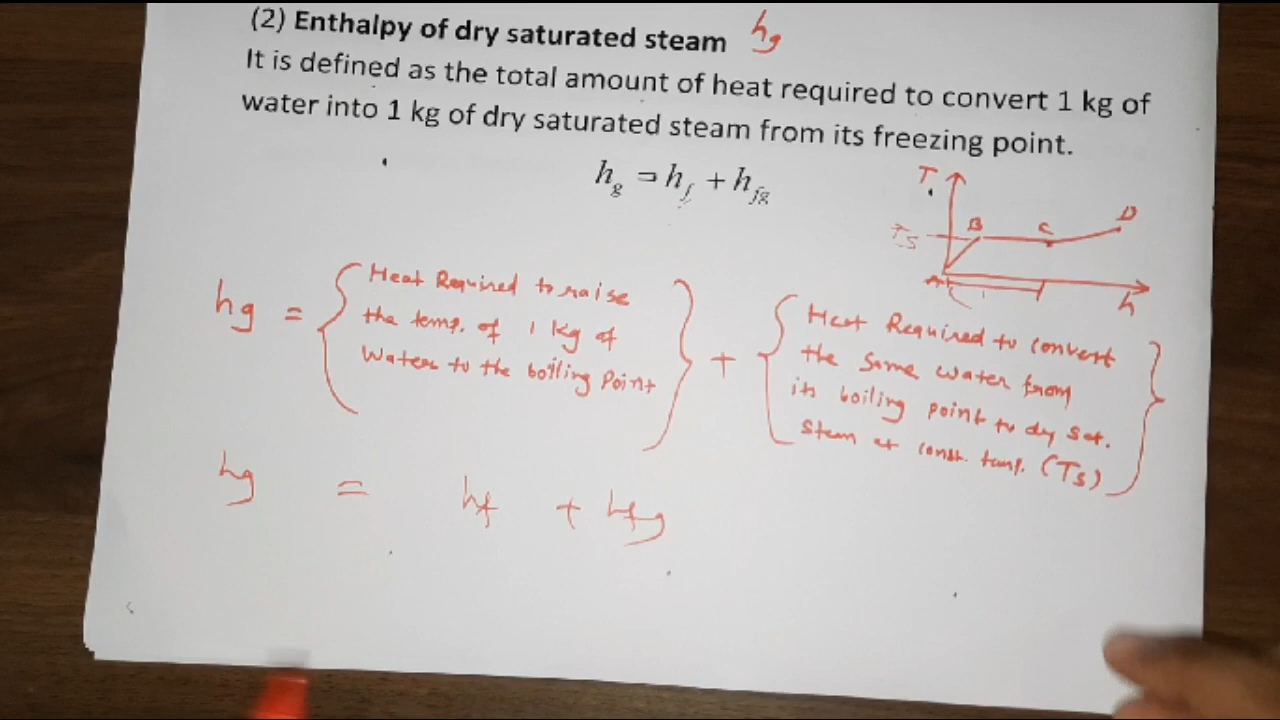 (2) Enthalpy of dry saturated steam hg
It is defined as the total amount of heat required to convert 1 kg of
water into 1 kg of dry saturated steam from its freezing point.
hg = hf + hfg
T
Ts
A
B
C
D
h
hg = { Heat Required to raise
the temp. of 1 kg of
Water to the boiling Point } + { Heat Required to convert
the same water from
its boiling point to dry sat.
steam at const. temp. (Ts) }
hg = hf + hfg